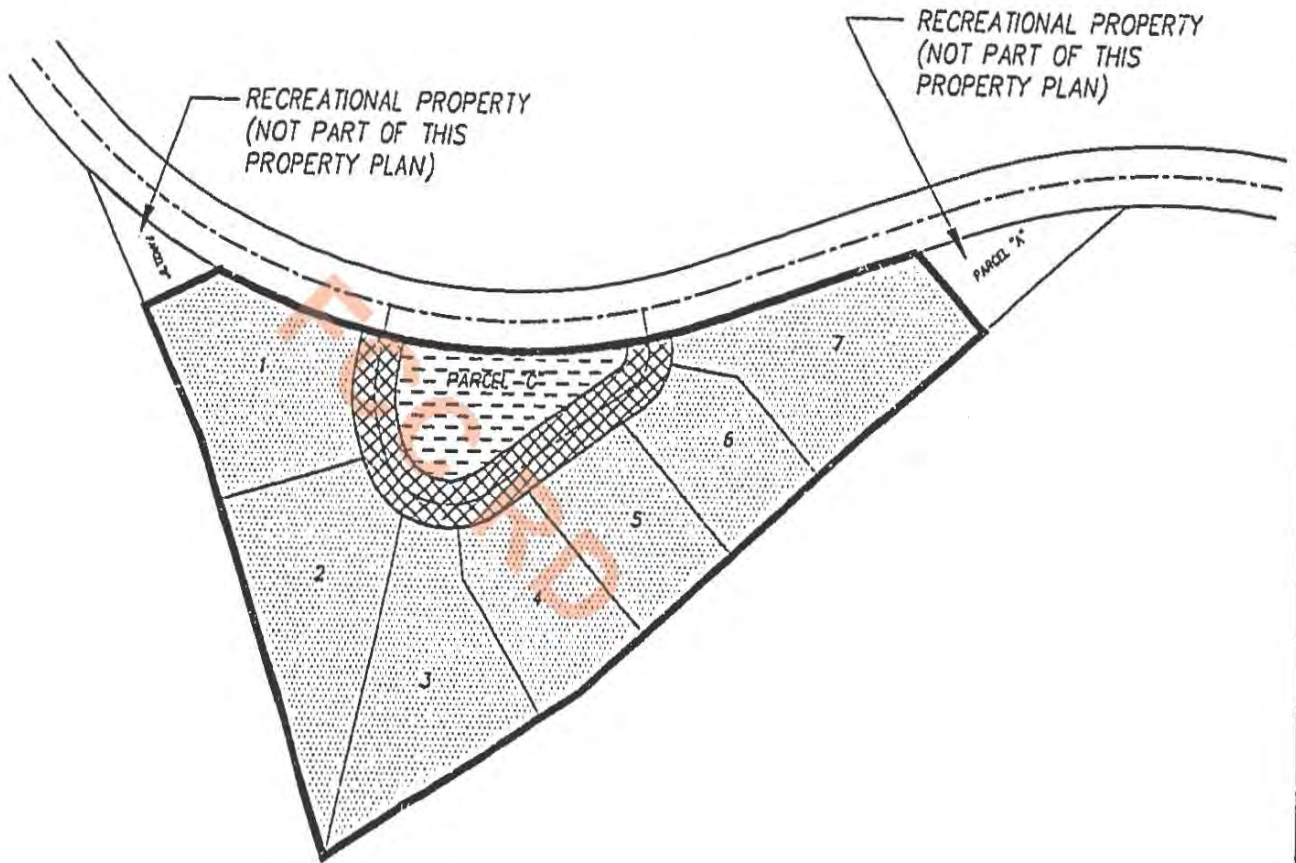 RECREATIONAL PROPERTY
(NOT PART OF THIS
PROPERTY PLAN)
RECREATIONAL PROPERTY
(NOT PART OF THIS
PROPERTY PLAN)
PARCEL "A"
1
PARCEL "C"
7
6
5
2
4
3